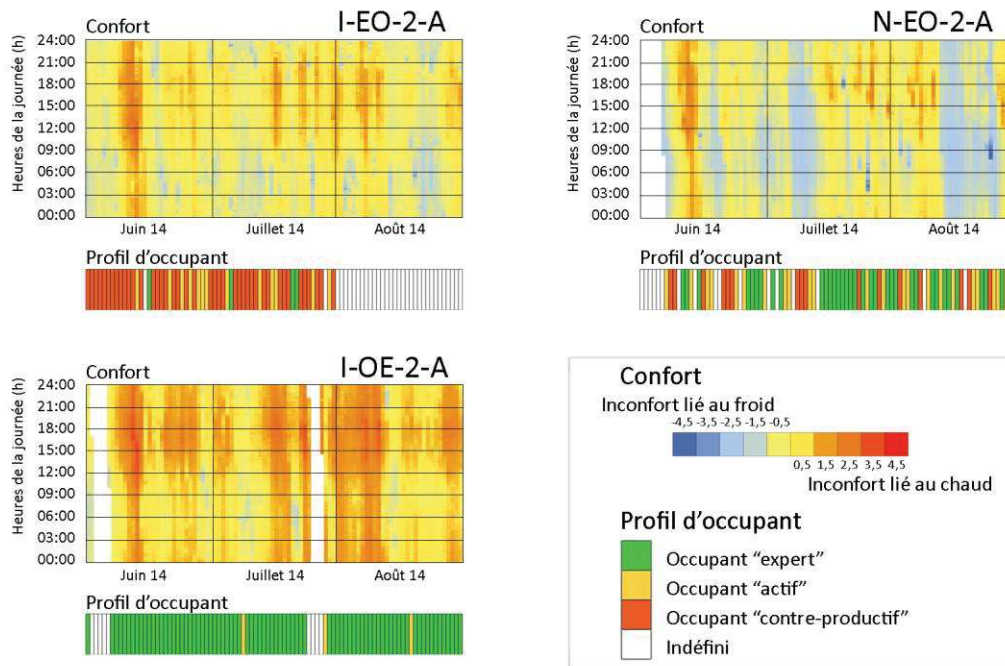 Confort I-EO-2-A
Heures de la journée (h)
24:00
21:00
18:00
15:00
12:00
09:00
06:00
03:00
00:00
Juin 14 Juillet 14 Août 14
Profil d'occupant
Confort N-EO-2-A
Heures de la journée (h)
24:00
21:00
18:00
15:00
12:00
09:00
06:00
03:00
00:00
Juin 14 Juillet 14 Août 14
Profil d'occupant
Confort I-OE-2-A
Heures de la journée (h)
24:00
21:00
18:00
15:00
12:00
09:00
06:00
03:00
00:00
Juin 14 Juillet 14 Août 14
Profil d'occupant
Confort
Inconfort lié au froid
-4,5 -3,5 -2,5 -1,5 -0,5
0,5 1,5 2,5 3,5 4,5
Inconfort lié au chaud
Profil d'occupant
Occupant "expert"
Occupant "actif"
Occupant "contre-productif"
Indéfini